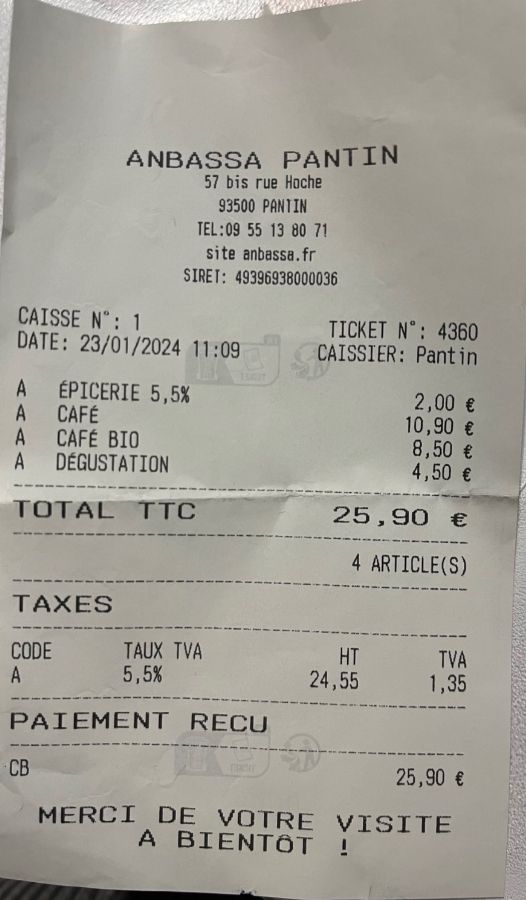 ANBASSA PANTIN
57 bis rue Hoche
93500 PANTIN
TEL:09 55 13 80 71
site anbassa.fr
SIRET: 49396938000036
CAISSE N°: 1 TICKET N°: 4360
DATE: 23/01/2024 11:09 CAISSIER: Pantin
A ÉPICERIE 5,5% 2,00 €
A CAFÉ 10,90 €
A CAFÉ BIO 8,50 €
A DÉGUSTATION 4,50 €
TOTAL TTC 25,90 €
4 ARTICLE(S)
TAXES
CODE TAUX TVA HT TVA
A 5,5% 24,55 1,35
PAIEMENT RECU
CB 25,90 €
MERCI DE VOTRE VISITE
A BIENTÔT !